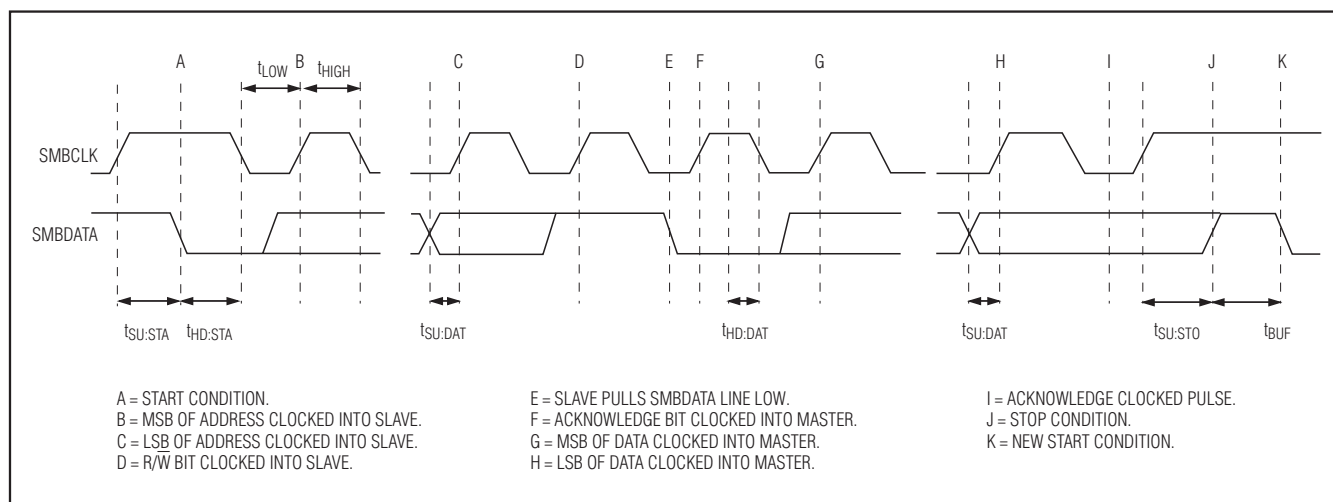 A tLOW B tHIGH C D E F G H I J K
SMBCLK
SMBDATA
tSU:STA tHD:STA tSU:DAT tHD:DAT tSU:DAT tSU:STO tBUF
A = START CONDITION.
B = MSB OF ADDRESS CLOCKED INTO SLAVE.
C = LSB OF ADDRESS CLOCKED INTO SLAVE.
D = R/W̅ BIT CLOCKED INTO SLAVE.
E = SLAVE PULLS SMBDATA LINE LOW.
F = ACKNOWLEDGE BIT CLOCKED INTO MASTER.
G = MSB OF DATA CLOCKED INTO MASTER.
H = LSB OF DATA CLOCKED INTO MASTER.
I = ACKNOWLEDGE CLOCKED PULSE.
J = STOP CONDITION.
K = NEW START CONDITION.